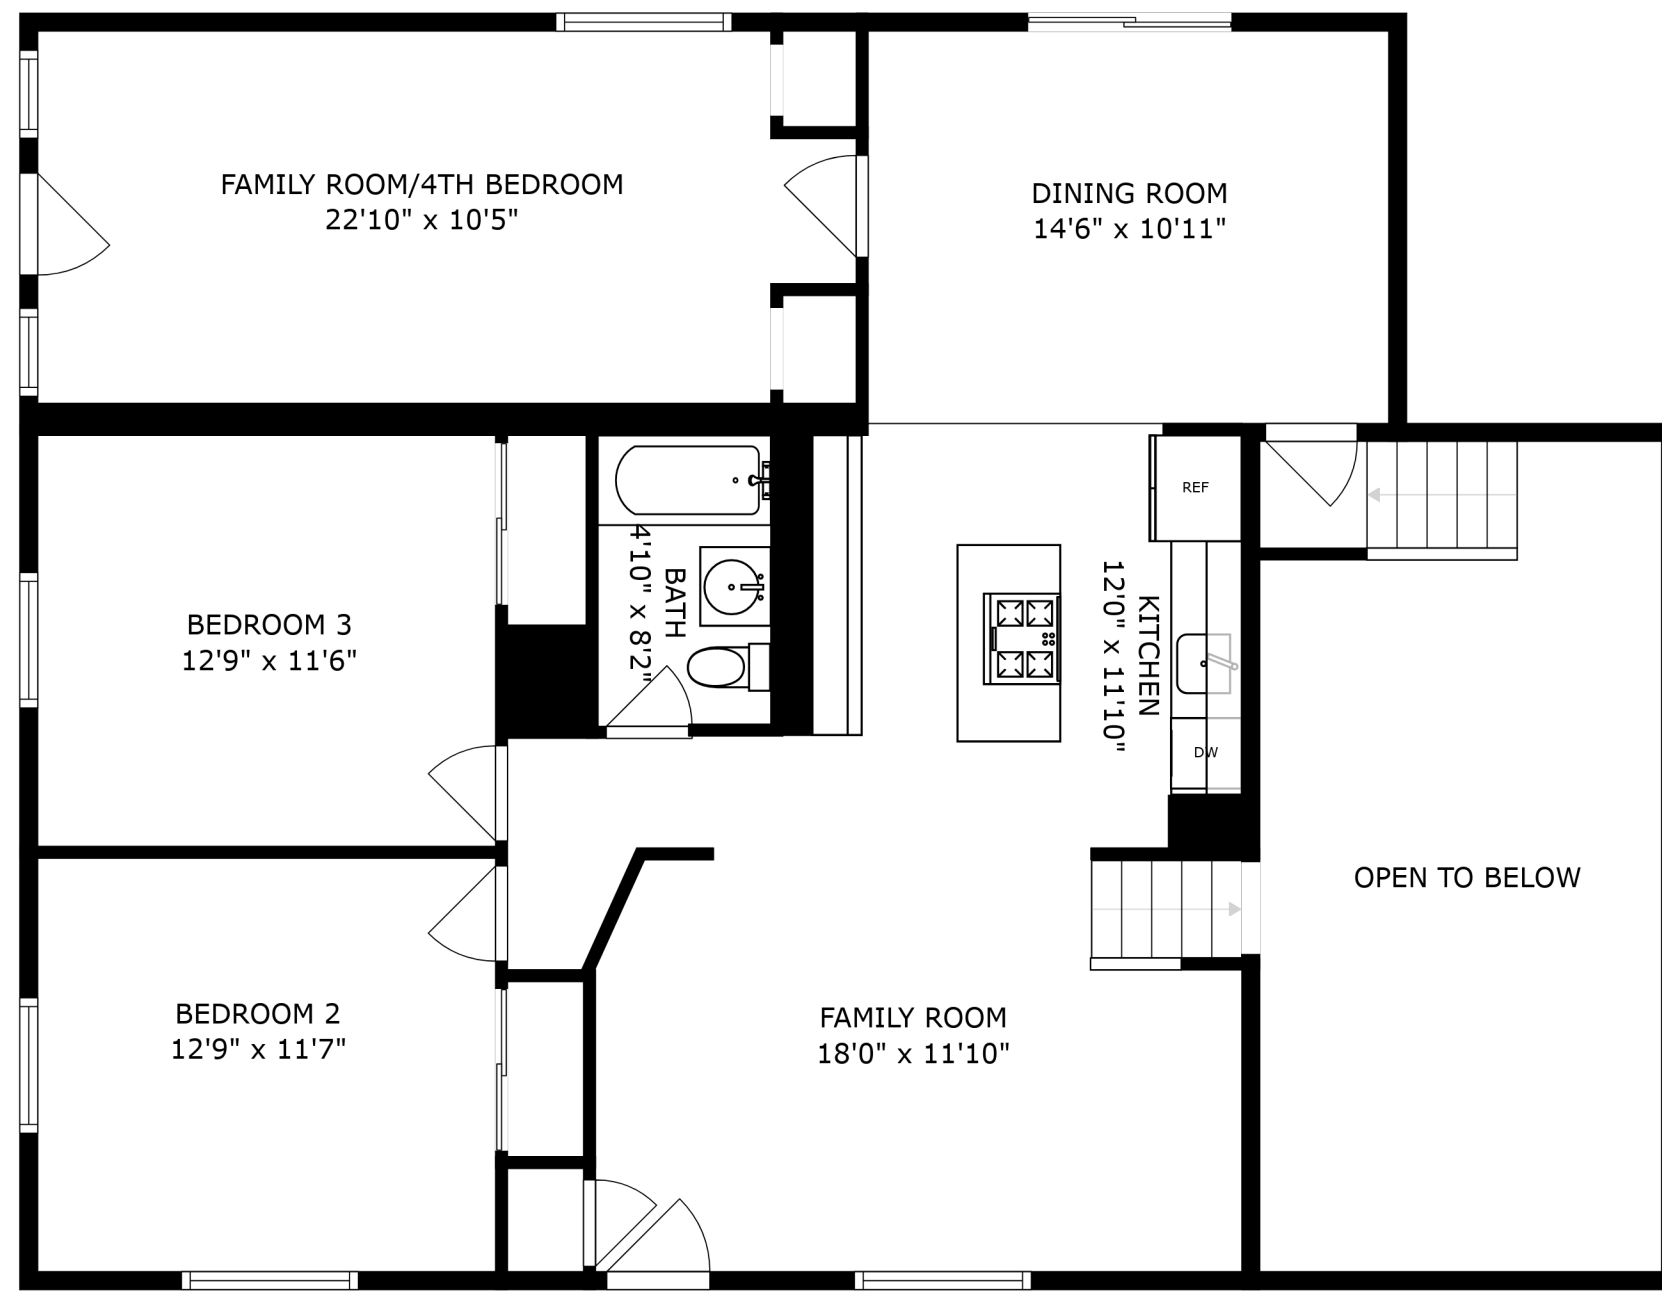 FAMILY ROOM/4TH BEDROOM
22'10" x 10'5"
DINING ROOM
14'6" x 10'11"
REF
BEDROOM 3
12'9" x 11'6"
BATH
4'10" x 8'2"
KITCHEN
12'0" x 11'10"
DW
OPEN TO BELOW
BEDROOM 2
12'9" x 11'7"
FAMILY ROOM
18'0" x 11'10"